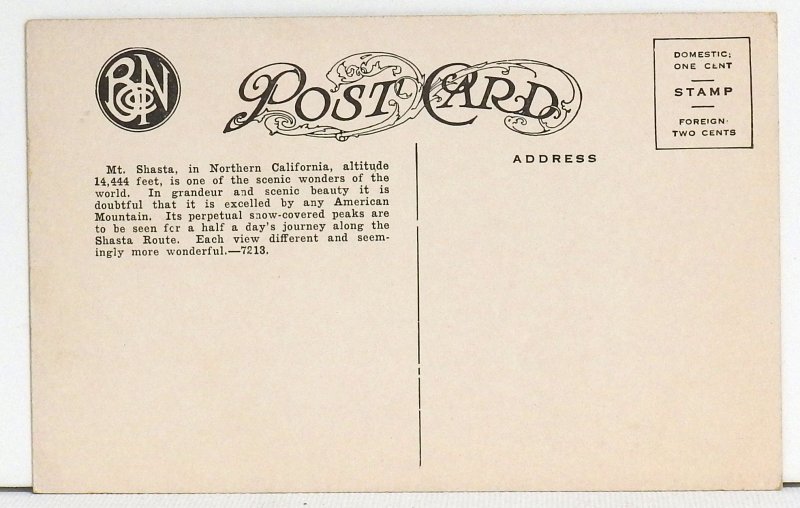 BNCo
POST CARD
DOMESTIC;
ONE CENT
STAMP
FOREIGN·
TWO CENTS
ADDRESS
Mt. Shasta, in Northern California, altitude
14,444 feet, is one of the scenic wonders of the
world. In grandeur and scenic beauty it is
doubtful that it is excelled by any American
Mountain. Its perpetual snow-covered peaks are
to be seen for a half a day's journey along the
Shasta Route. Each view different and seem-
ingly more wonderful.—7213.